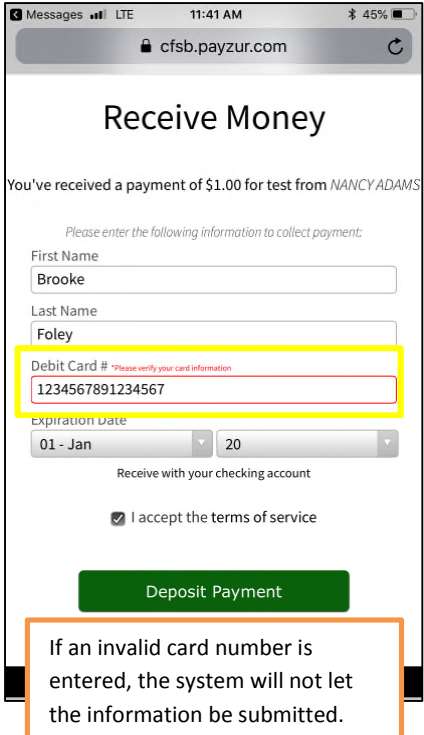 Messages LTE 11:41 AM 45%
cfsb.payzur.com
Receive Money
You've received a payment of $1.00 for test from NANCY ADAMS
Please enter the following information to collect payment:
First Name
Brooke
Last Name
Foley
Debit Card # *Please verify your card information
1234567891234567
Expiration Date
01 - Jan 20
Receive with your checking account
I accept the terms of service
Deposit Payment
If an invalid card number is
entered, the system will not let
the information be submitted.